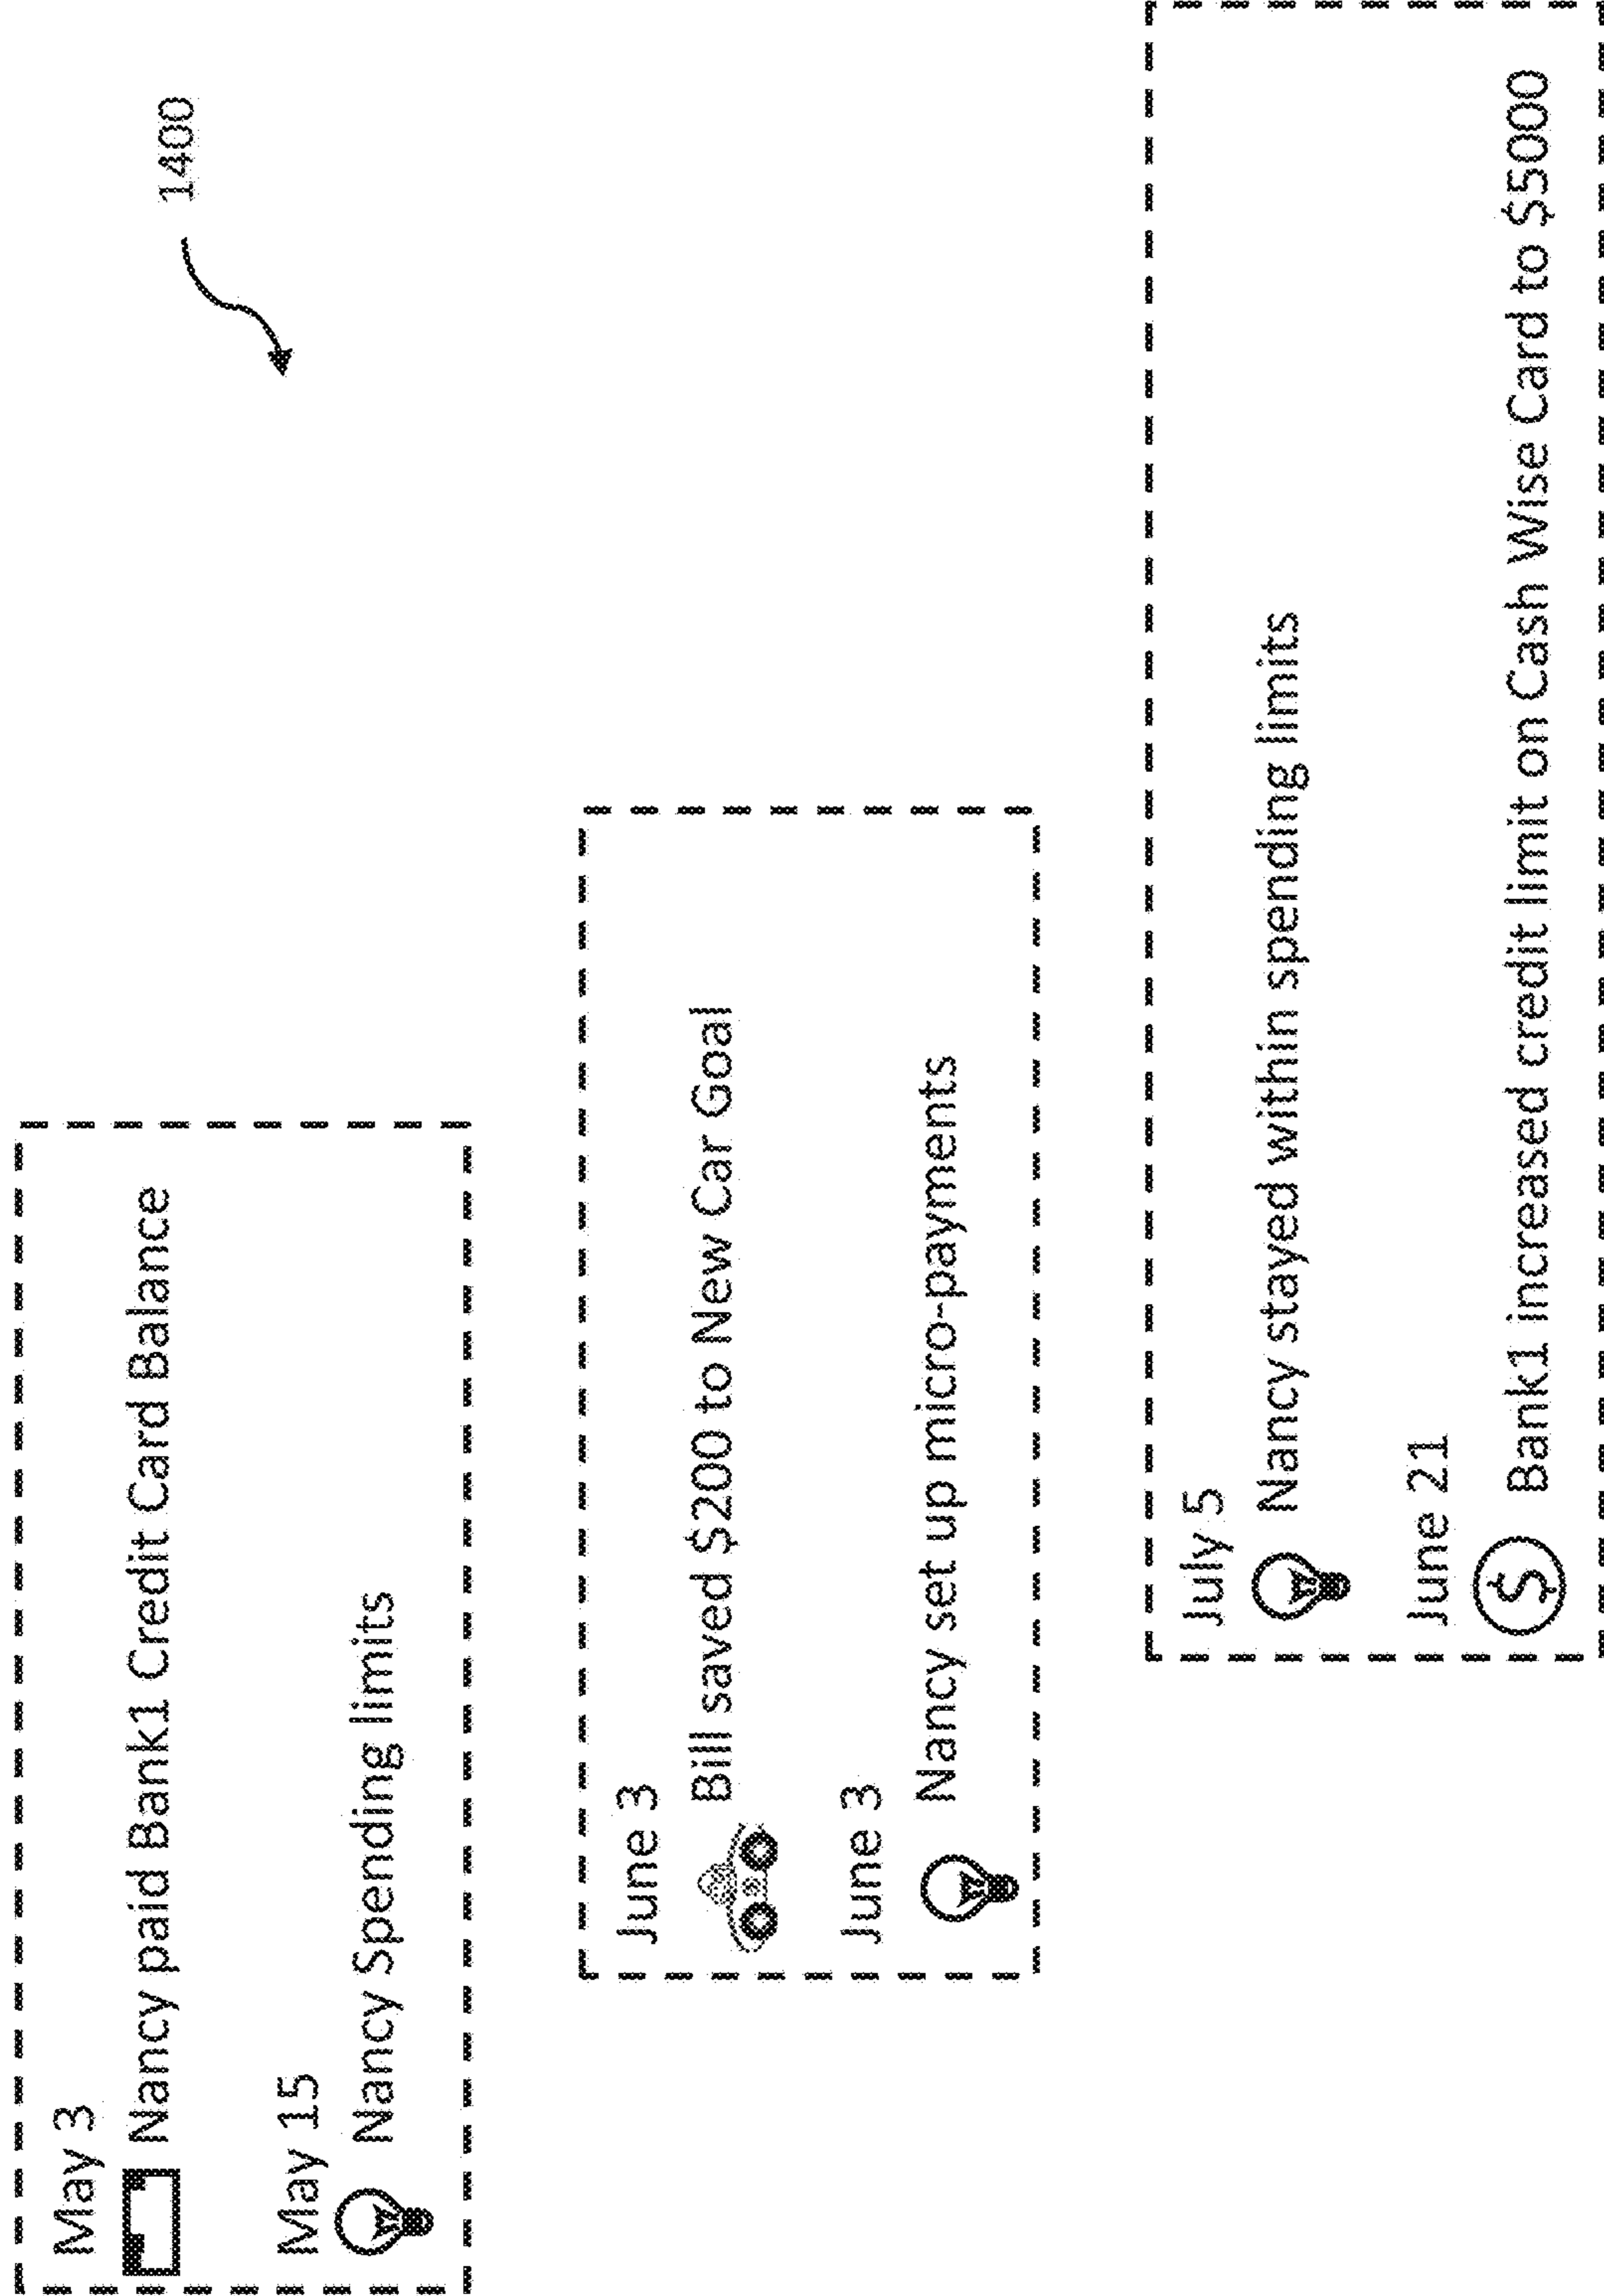 1400
May 3
Nancy paid Bank1 Credit Card Balance
May 15
Nancy Spending limits
June 3
Bill saved $200 to New Car Goal
June 3
Nancy set up micro-payments
July 5
Nancy stayed within spending limits
June 21
$ Bank1 increased credit limit on Cash Wise Card to $5000